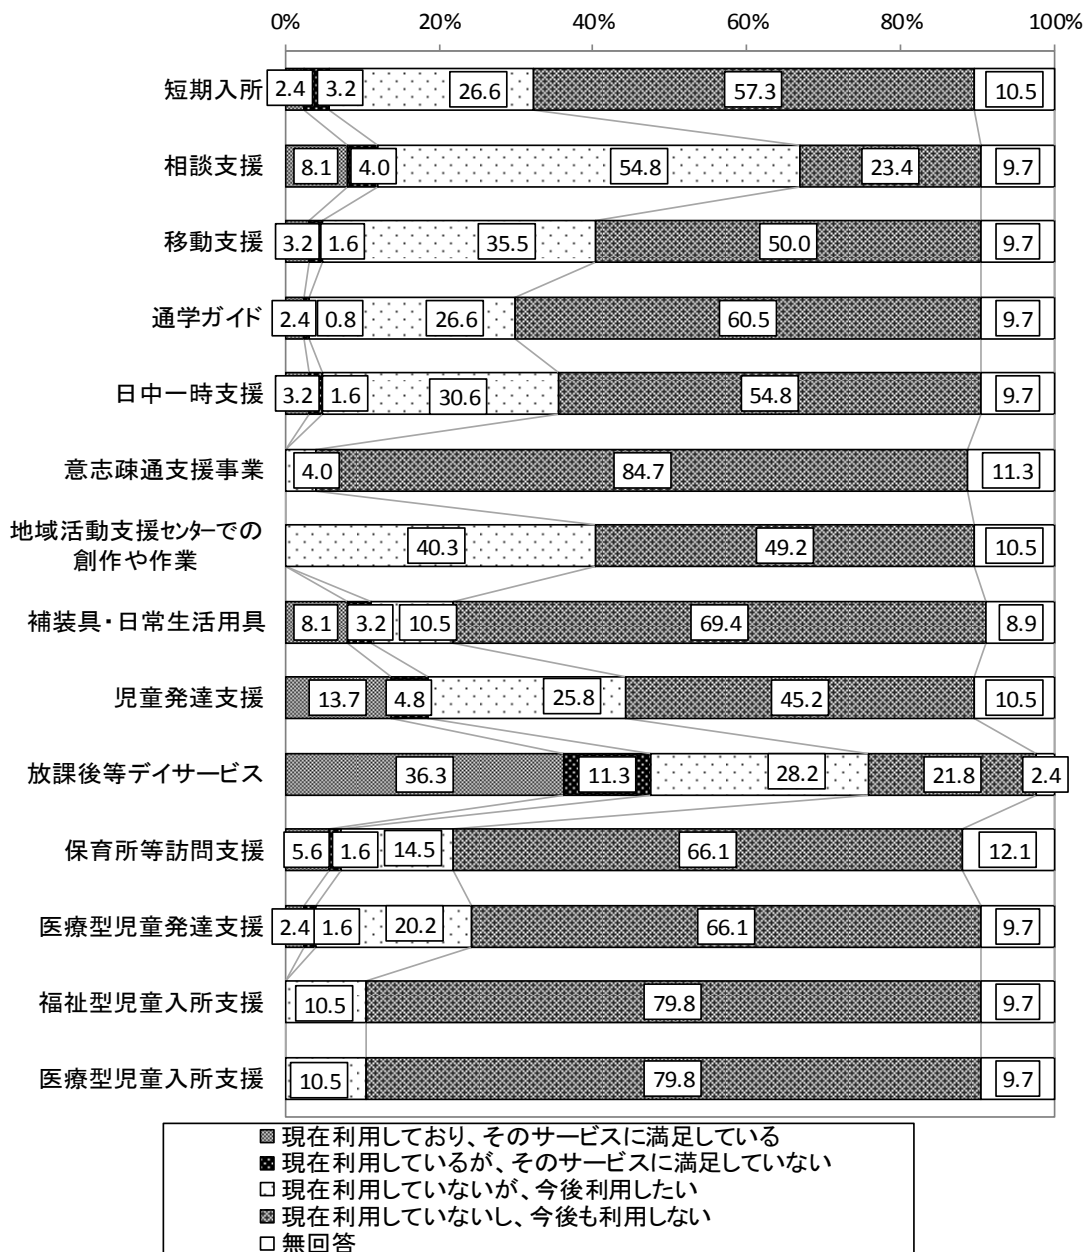 0% 20% 40% 60% 80% 100%
短期入所 2.4 3.2 26.6 57.3 10.5
相談支援 8.1 4.0 54.8 23.4 9.7
移動支援 3.2 1.6 35.5 50.0 9.7
通学ガイド 2.4 0.8 26.6 60.5 9.7
日中一時支援 3.2 1.6 30.6 54.8 9.7
意志疎通支援事業 4.0 84.7 11.3
地域活動支援センターでの
創作や作業 40.3 49.2 10.5
補装具・日常生活用具 8.1 3.2 10.5 69.4 8.9
児童発達支援 13.7 4.8 25.8 45.2 10.5
放課後等デイサービス 36.3 11.3 28.2 21.8 2.4
保育所等訪問支援 5.6 1.6 14.5 66.1 12.1
医療型児童発達支援 2.4 1.6 20.2 66.1 9.7
福祉型児童入所支援 10.5 79.8 9.7
医療型児童入所支援 10.5 79.8 9.7
現在利用しており、そのサービスに満足している
現在利用しているが、そのサービスに満足していない
現在利用していないが、今後利用したい
現在利用していないし、今後も利用しない
無回答